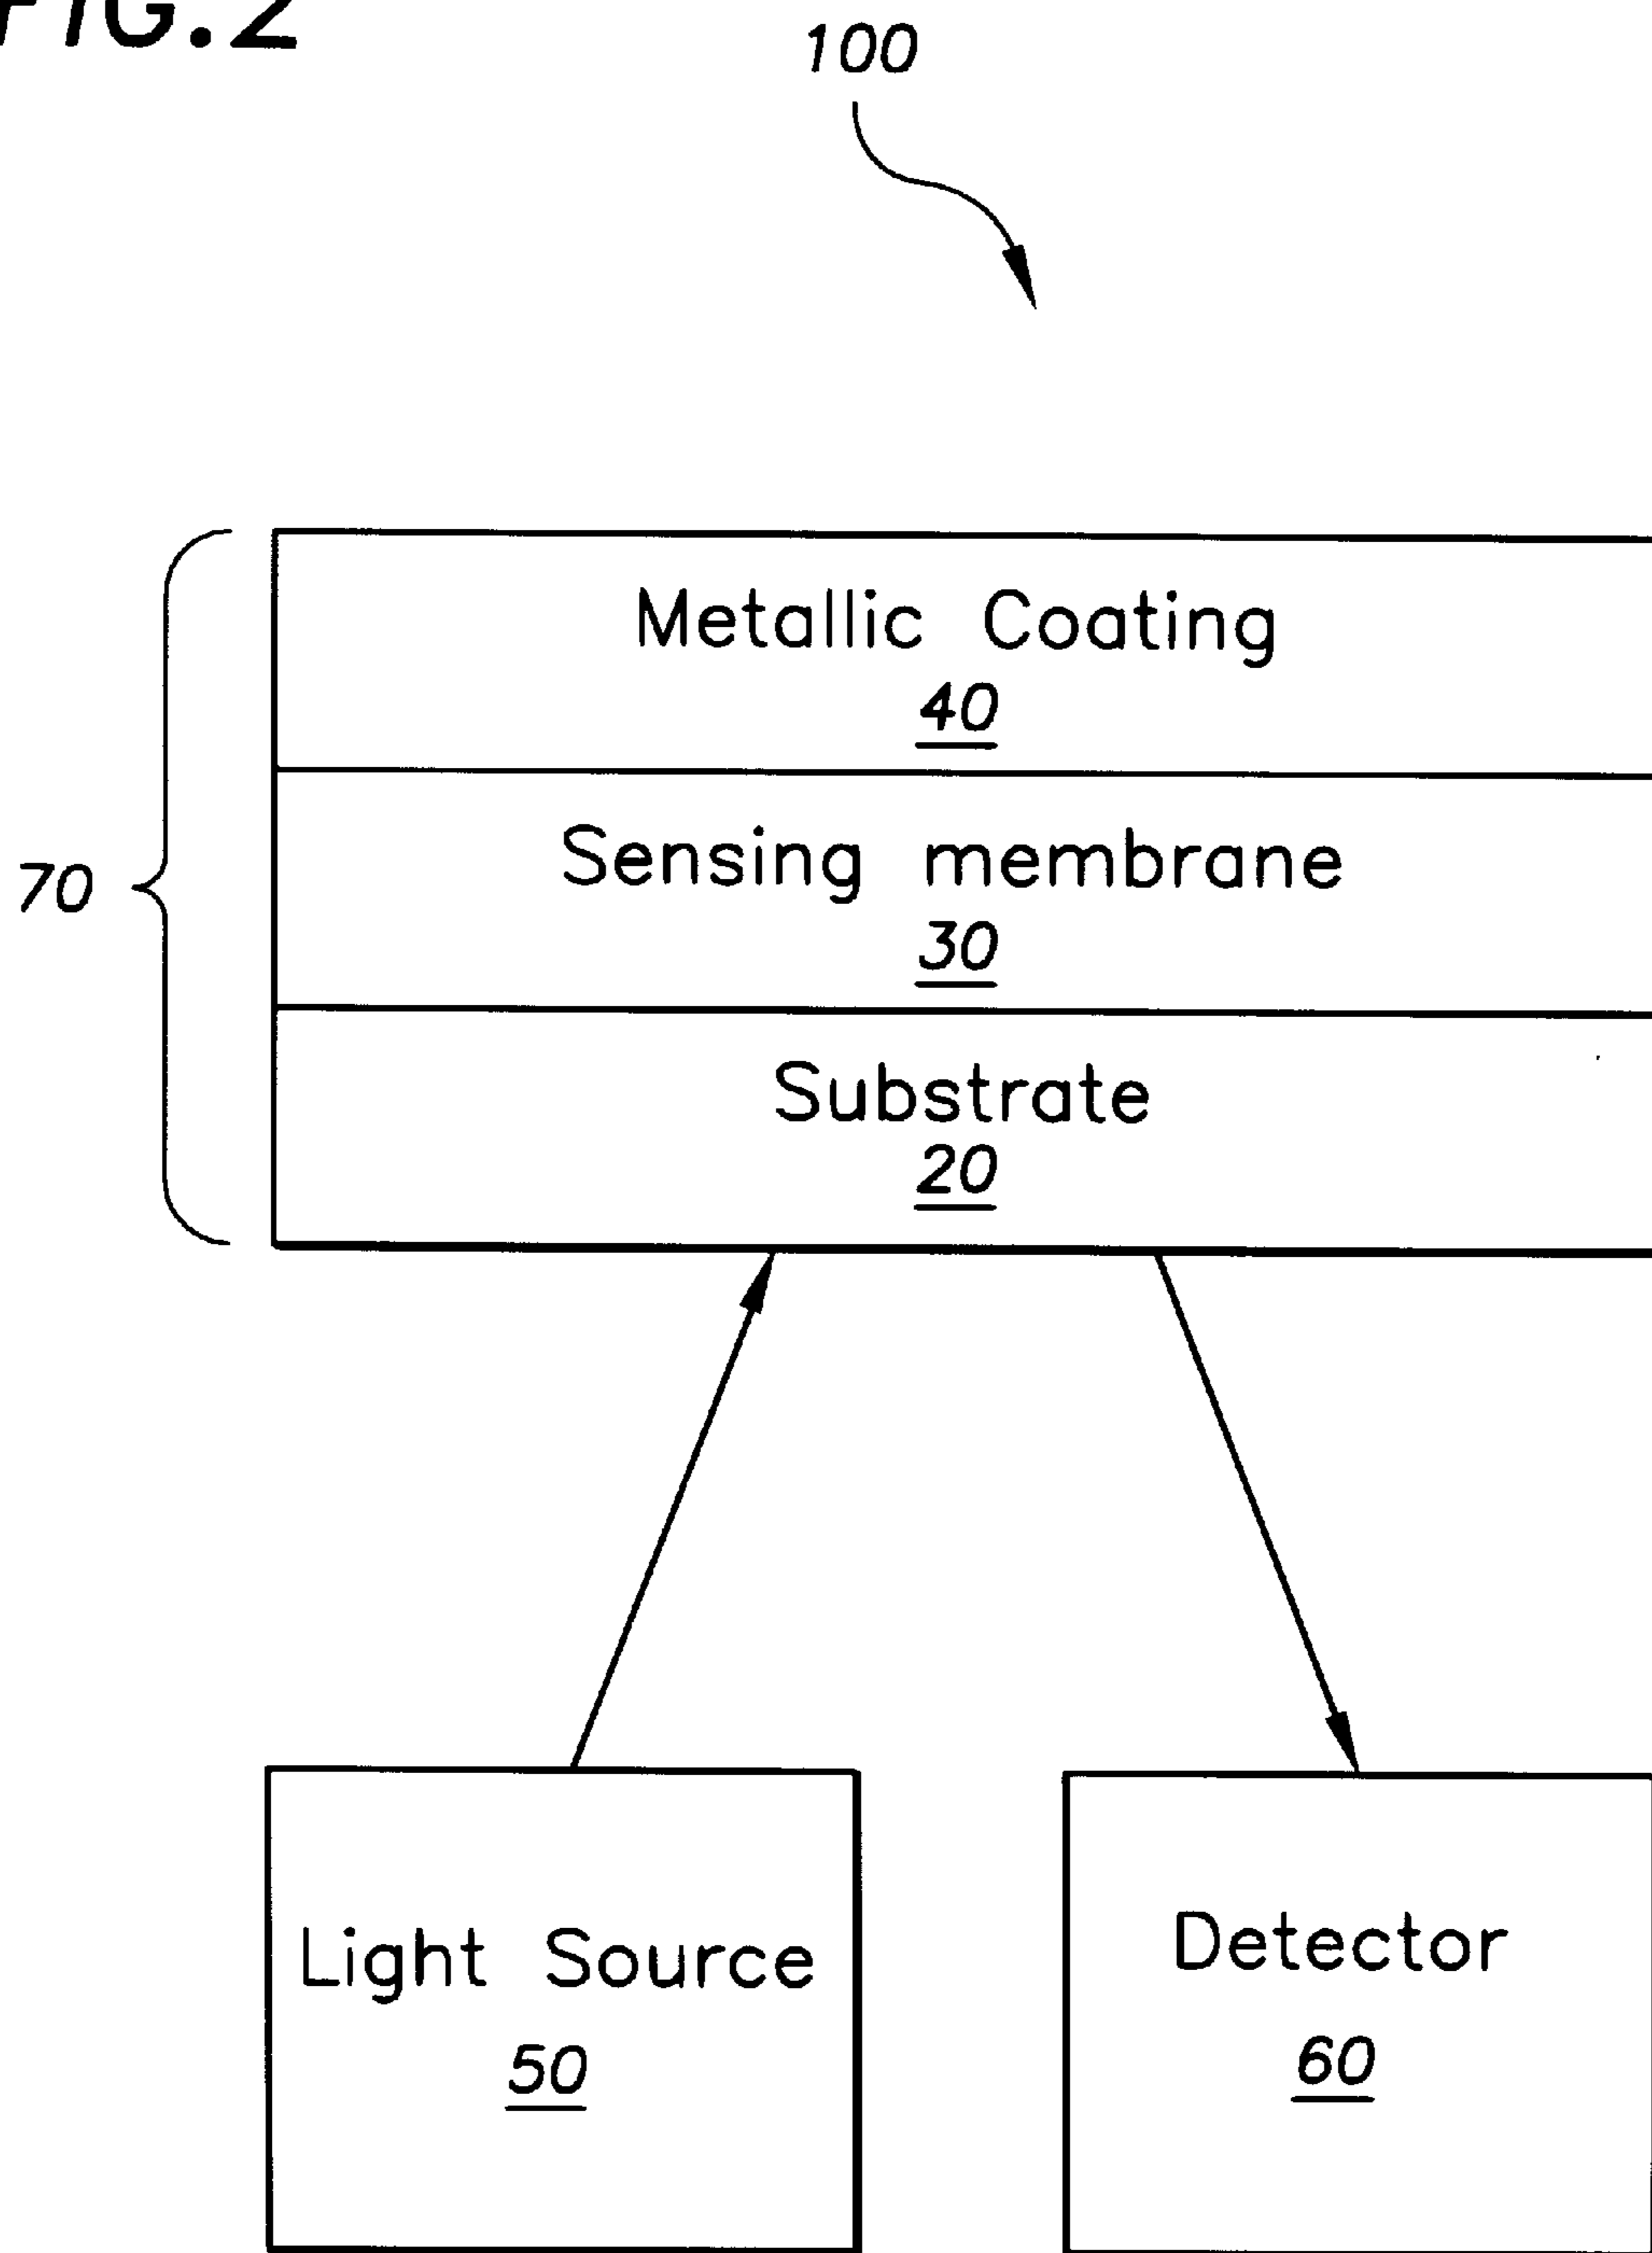 FIG.2
100
Metallic Coating
40
70
Sensing membrane
30
Substrate
20
Light Source
50
Detector
60